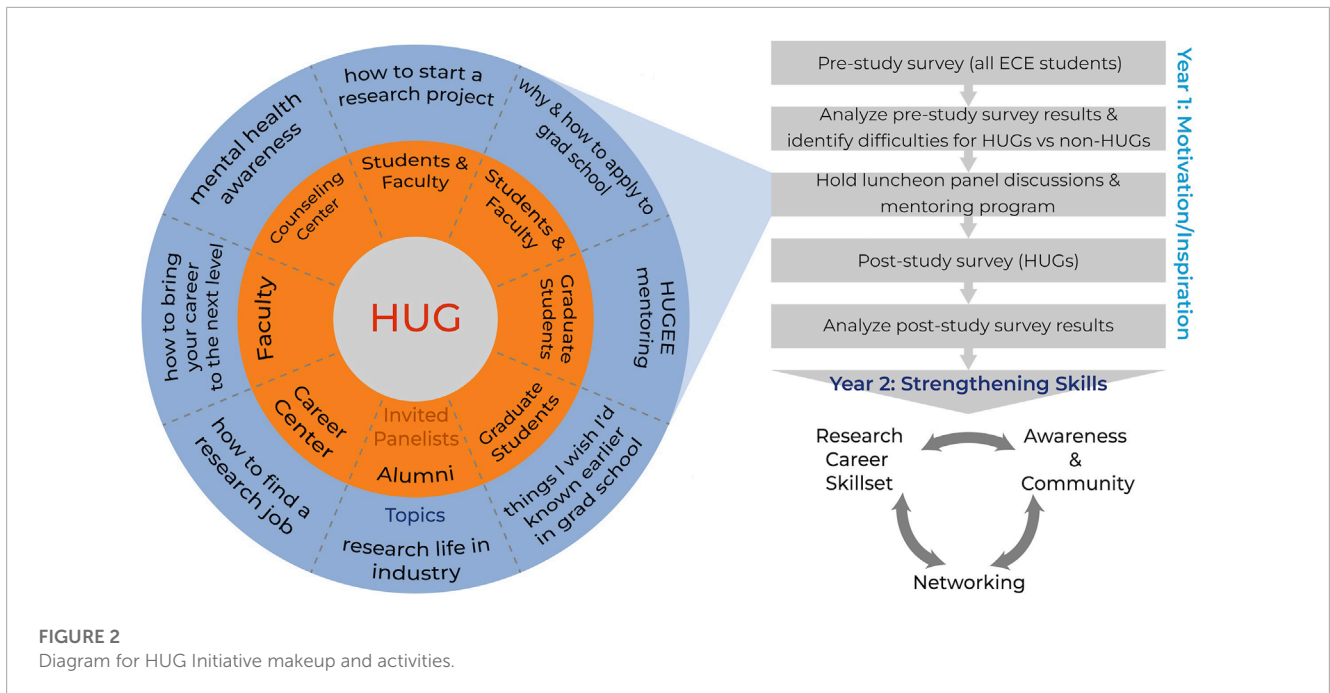 how to start a
research project
why & how to apply to
grad school
HUGEE
mentoring
things I wish I'd
known earlier
in grad school
Topics
research life in
industry
how to find a
research job
how to bring
your career
to the next level
mental health
awareness
Students &
Faculty
Students &
Faculty
Graduate
Students
Graduate
Students
Invited
Panelists
Alumni
Career
Center
Faculty
Counseling
Center
HUG
Pre-study survey (all ECE students)
Analyze pre-study survey results &
identify difficulties for HUGs vs non-HUGs
Hold luncheon panel discussions &
mentoring program
Post-study survey (HUGs)
Analyze post-study survey results
Year 1: Motivation/Inspiration
Year 2: Strengthening Skills
Research
Career
Skillset
Awareness
&
Community
Networking
FIGURE 2
Diagram for HUG Initiative makeup and activities.